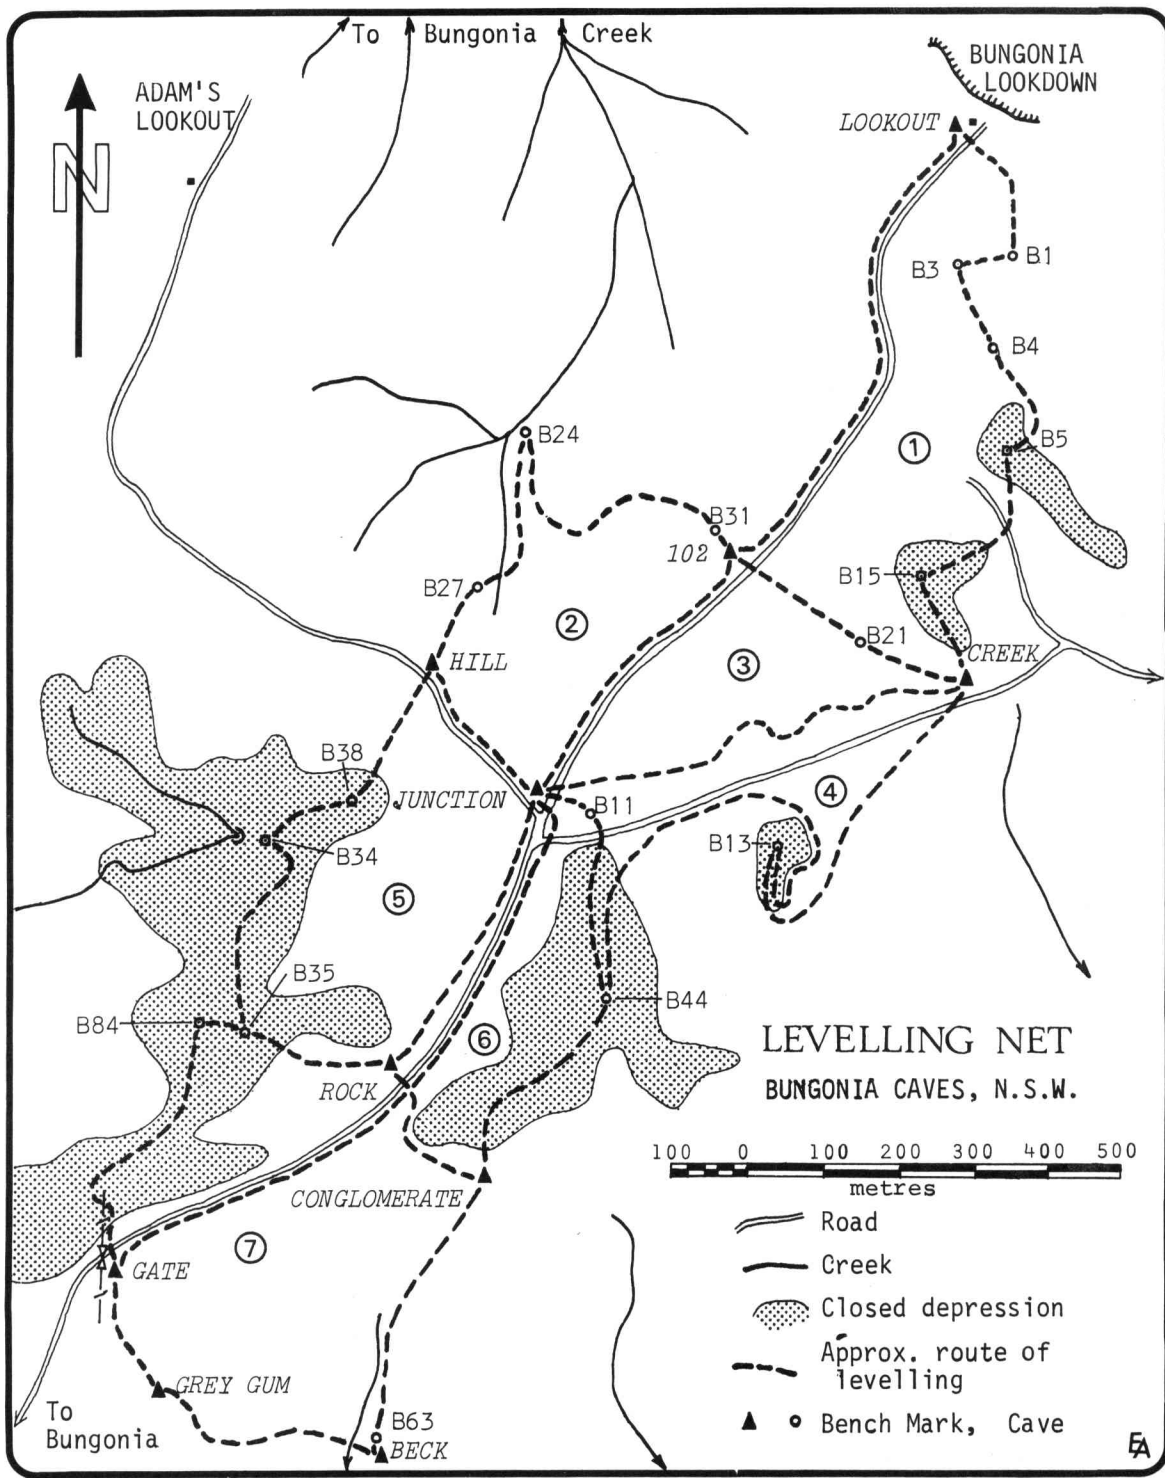 To Bungonia Creek
BUNGONIA
LOOKDOWN
ADAM'S
LOOKOUT
LOOKOUT
N
B1
B3
B4
B24
①
B5
B31
102
B15
B27
②
B21
HILL
③
CREEK
B38
JUNCTION
B11
④
B34
B13
⑤
B35
B44
B84
⑥
LEVELLING NET
BUNGONIA CAVES, N.S.W.
ROCK
100 0 100 200 300 400 500
metres
CONGLOMERATE
Road
⑦
Creek
GATE
Closed depression
Approx. route of
levelling
GREY GUM
To
Bungonia
B63
Bench Mark, Cave
BECK
EA